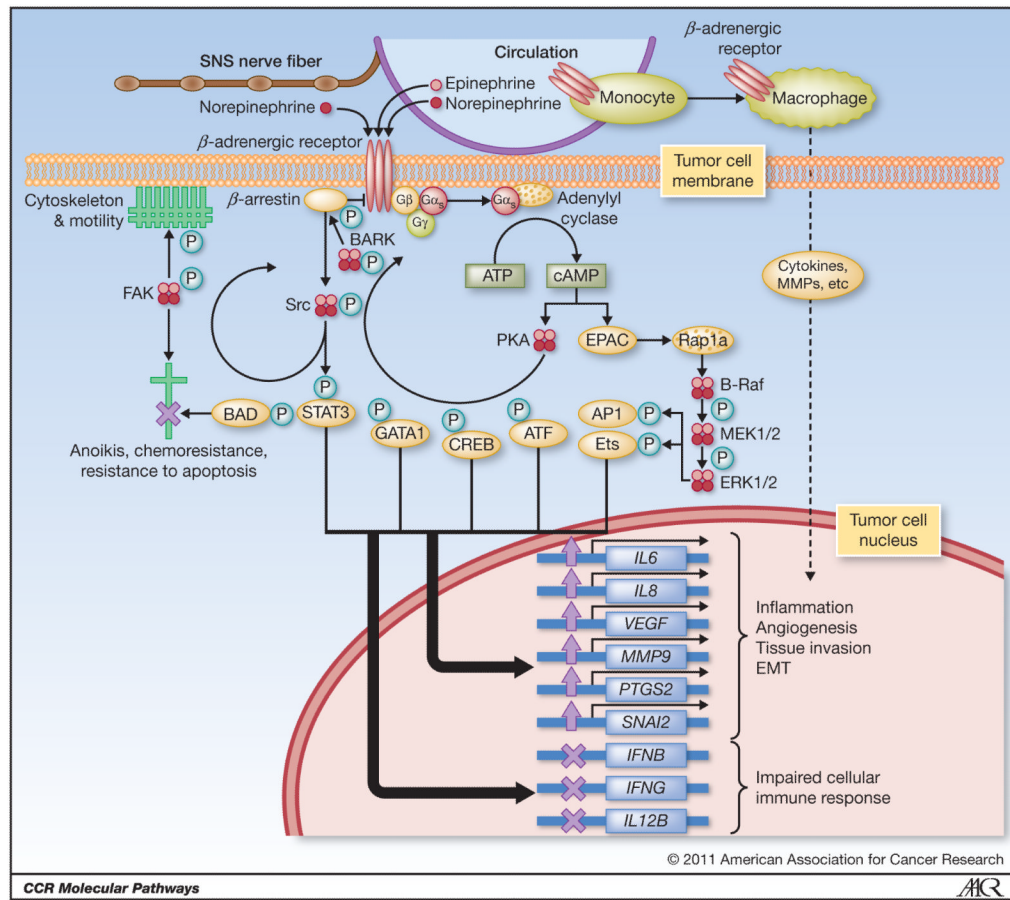 SNS nerve fiber
Circulation
β-adrenergic
receptor
Epinephrine
Norepinephrine
Norepinephrine
Monocyte
Macrophage
β-adrenergic receptor
Tumor cell
membrane
Cytoskeleton
& motility
β-arrestin
P
Gβ
Gαs
Gγ
Gαs
Adenylyl
cyclase
P
BARK
P
ATP
cAMP
Cytokines,
MMPs, etc
P
FAK
Src
P
PKA
EPAC
Rap1a
B-Raf
P
P
P
P
AP1
P
P
BAD
P
STAT3
GATA1
CREB
ATF
Ets
P
MEK1/2
P
ERK1/2
Anoikis, chemoresistance,
resistance to apoptosis
Tumor cell
nucleus
IL6
IL8
VEGF
MMP9
PTGS2
SNAI2
Inflammation
Angiogenesis
Tissue invasion
EMT
IFNB
IFNG
IL12B
Impaired cellular
immune response
© 2011 American Association for Cancer Research
CCR Molecular Pathways
AACR